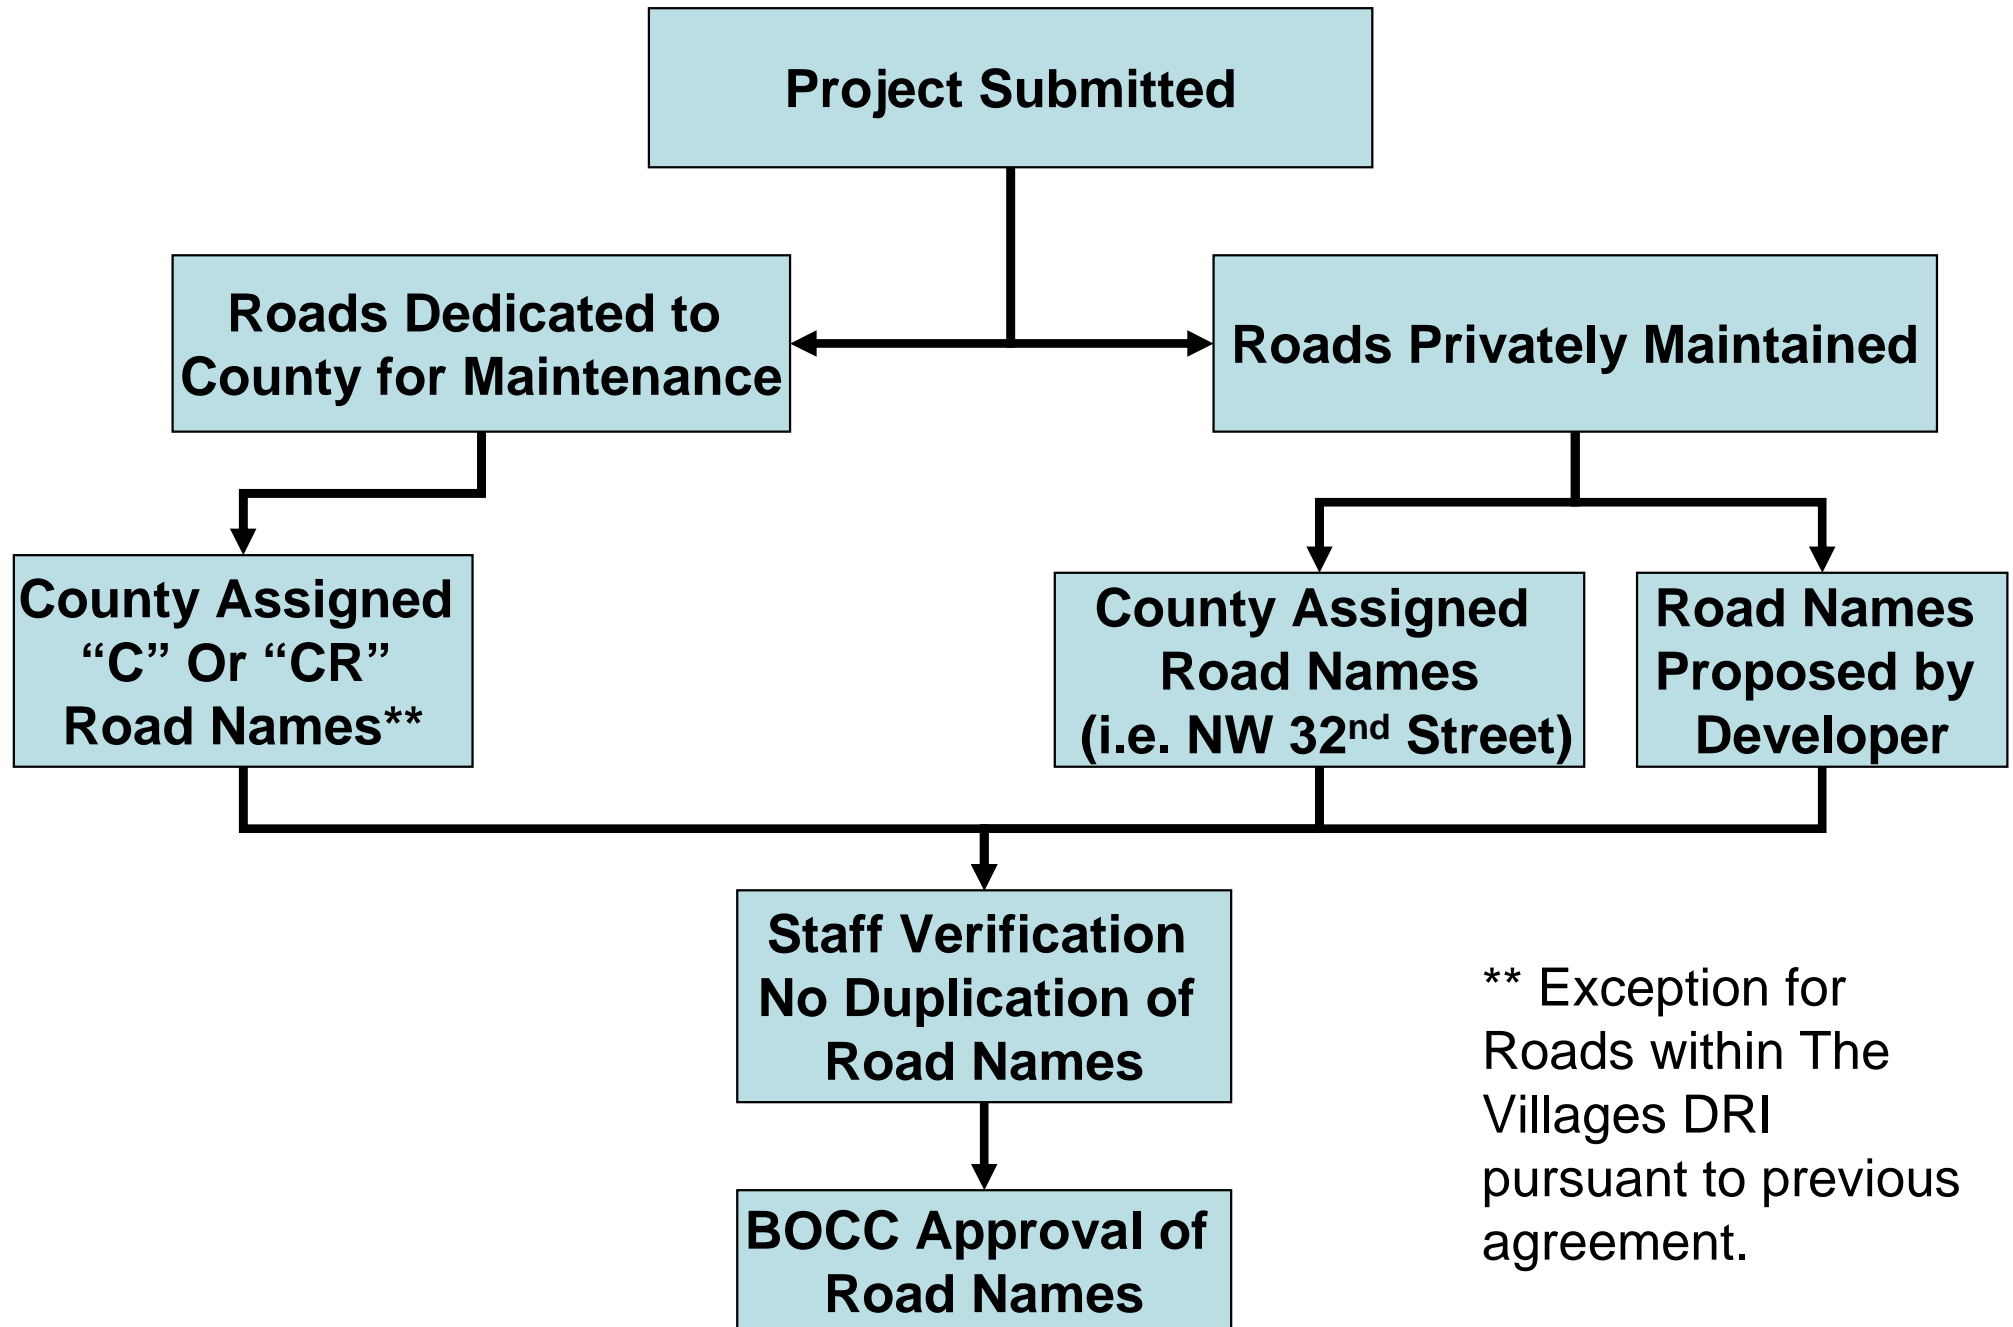 Project Submitted
Roads Dedicated to
County for Maintenance
Roads Privately Maintained
County Assigned
“C” Or “CR”
Road Names**
County Assigned
Road Names
(i.e. NW 32nd Street)
Road Names
Proposed by
Developer
Staff Verification
No Duplication of
Road Names
BOCC Approval of
Road Names
** Exception for
Roads within The
Villages DRI
pursuant to previous
agreement.